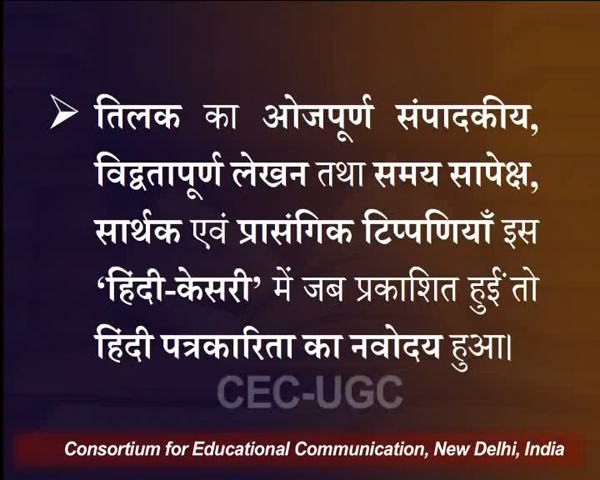 ➢ तिलक का ओजपूर्ण संपादकीय,
विद्वतापूर्ण लेखन तथा समय सापेक्ष,
सार्थक एवं प्रासंगिक टिप्पणियाँ इस
‘हिंदी-केसरी’ में जब प्रकाशित हुईं तो
हिंदी पत्रकारिता का नवोदय हुआ।
CEC-UGC
Consortium for Educational Communication, New Delhi, India